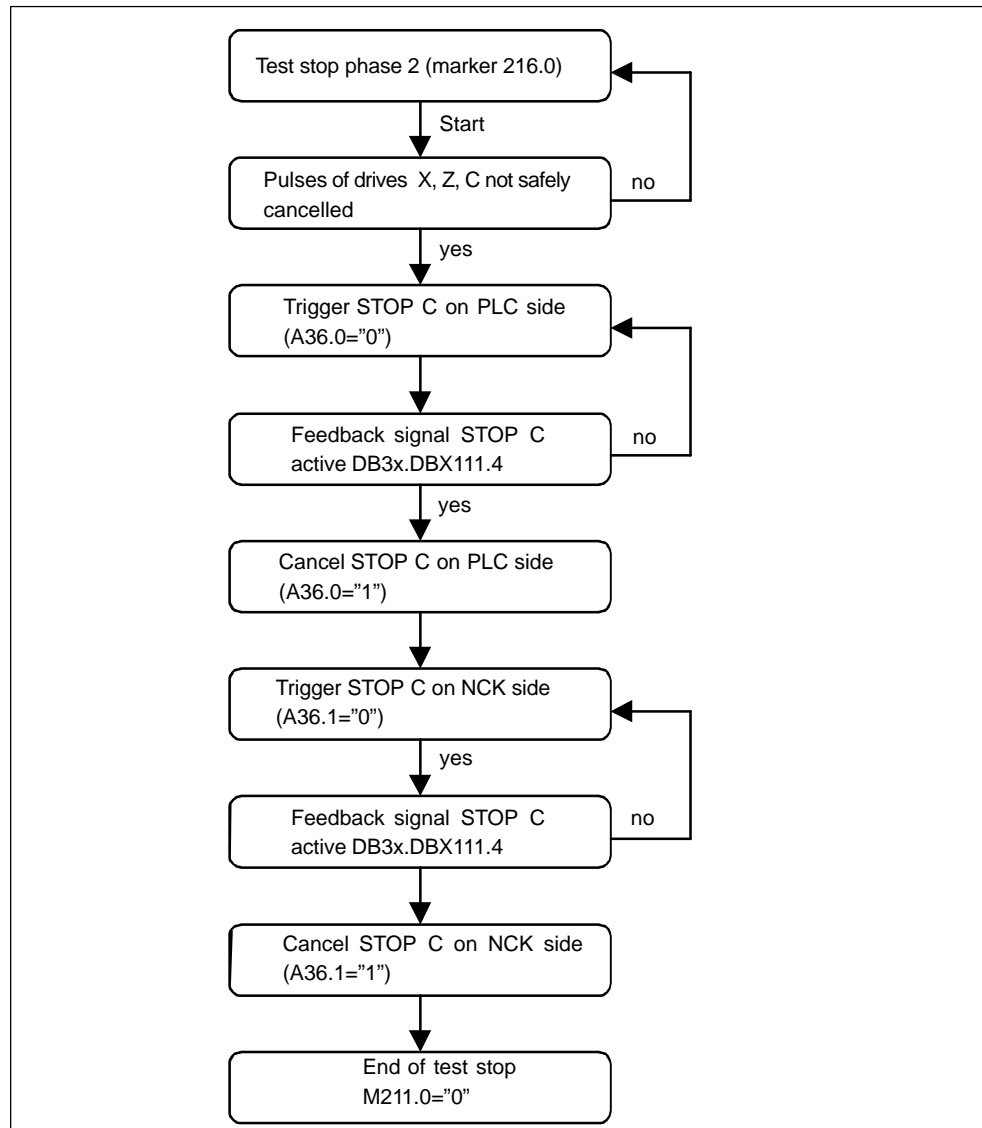 Test stop phase 2 (marker 216.0)
Start
Pulses of drives X, Z, C not safely
cancelled
no
yes
Trigger STOP C on PLC side
(A36.0=”0”)
Feedback signal STOP C
active DB3x.DBX111.4
no
yes
Cancel STOP C on PLC side
(A36.0=”1”)
Trigger STOP C on NCK side
(A36.1=”0”)
yes
Feedback signal STOP C
active DB3x.DBX111.4
no
Cancel STOP C on NCK side
(A36.1=”1”)
End of test stop
M211.0=”0”